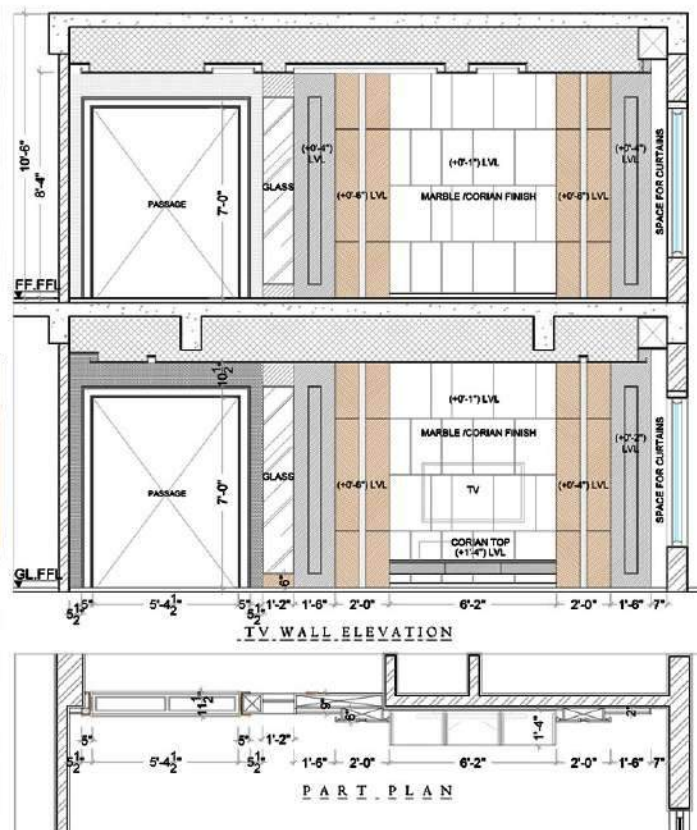 10'-6"
8'-4"
PASSAGE
7'-0"
GLASS
(+0'-4")
LVL
(+0'-6") LVL
(+0'-1") LVL
MARBLE /CORIAN FINISH
(+0'-6") LVL
(+0'-4")
LVL
SPACE FOR CURTAINS
FF.FFL
10½"
PASSAGE
7'-0"
GLASS
6"
(+0'-6") LVL
(+0'-1") LVL
MARBLE /CORIAN FINISH
TV
CORIAN TOP
(+1'-4") LVL
(+0'-4") LVL
(+0'-2")
LVL
SPACE FOR CURTAINS
GL.FFL
5½" 5" 5'-4½" 5" 5½" 1'-2" 1'-6" 2'-0" 6'-2" 2'-0" 1'-6" 7"
TV WALL ELEVATION
11½"
9"
6"
1'-4"
2"
5" 5" 1'-2"
5½" 5'-4½" 5½" 1'-6" 2'-0" 6'-2" 2'-0" 1'-6" 7"
PART PLAN